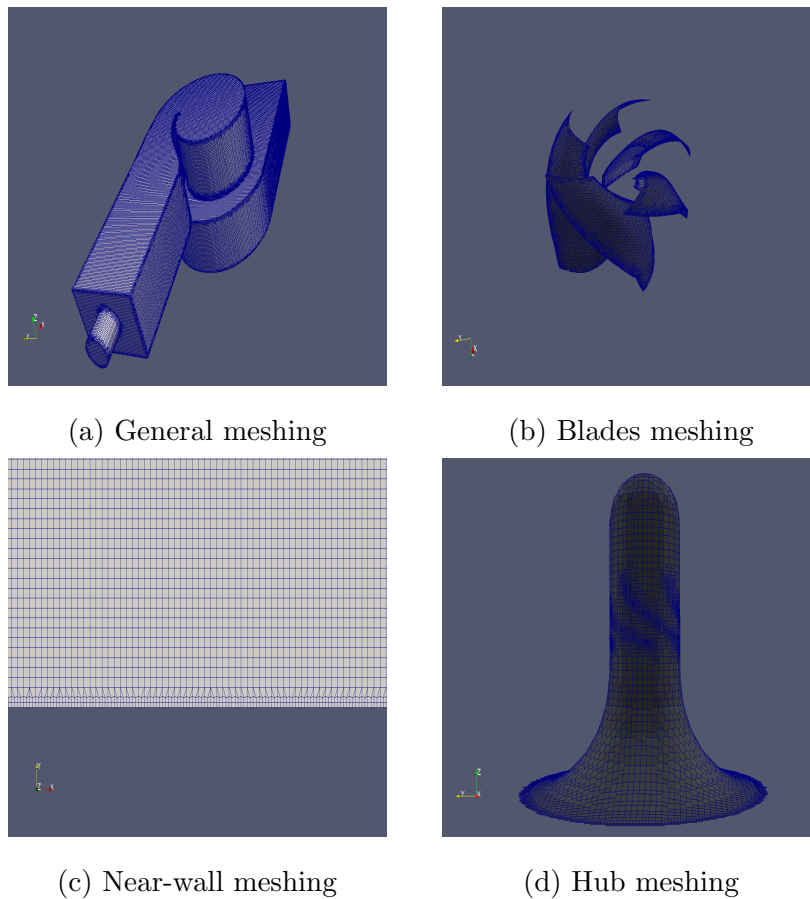 Z
X
Y
Y
X
(a) General meshing
(b) Blades meshing
Y
Z
X
Z
Y
X
(c) Near-wall meshing
(d) Hub meshing